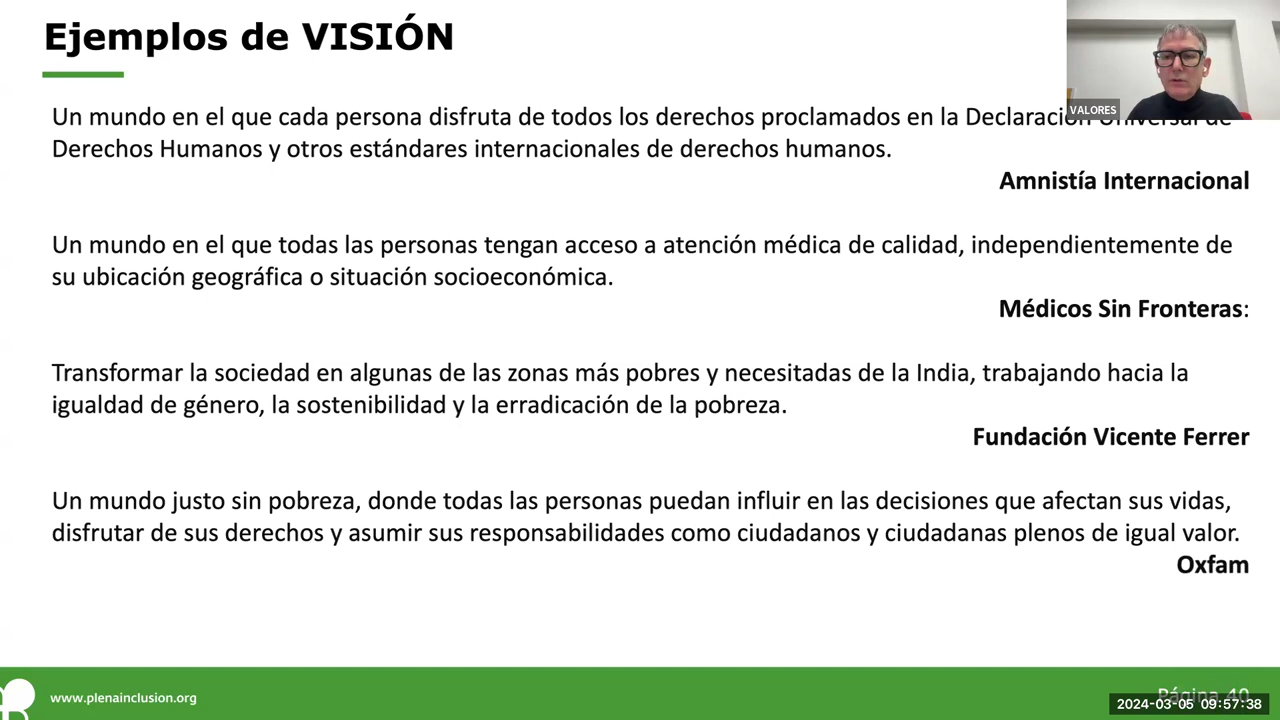 Ejemplos de VISIÓN
VALORES
Un mundo en el que cada persona disfruta de todos los derechos proclamados en la Declaración Universal de
Derechos Humanos y otros estándares internacionales de derechos humanos.
Amnistía Internacional
Un mundo en el que todas las personas tengan acceso a atención médica de calidad, independientemente de
su ubicación geográfica o situación socioeconómica.
Médicos Sin Fronteras:
Transformar la sociedad en algunas de las zonas más pobres y necesitadas de la India, trabajando hacia la
igualdad de género, la sostenibilidad y la erradicación de la pobreza.
Fundación Vicente Ferrer
Un mundo justo sin pobreza, donde todas las personas puedan influir en las decisiones que afectan sus vidas,
disfrutar de sus derechos y asumir sus responsabilidades como ciudadanos y ciudadanas plenos de igual valor.
Oxfam
www.plenainclusion.org
Página 40
2024-03-05 09:57:38